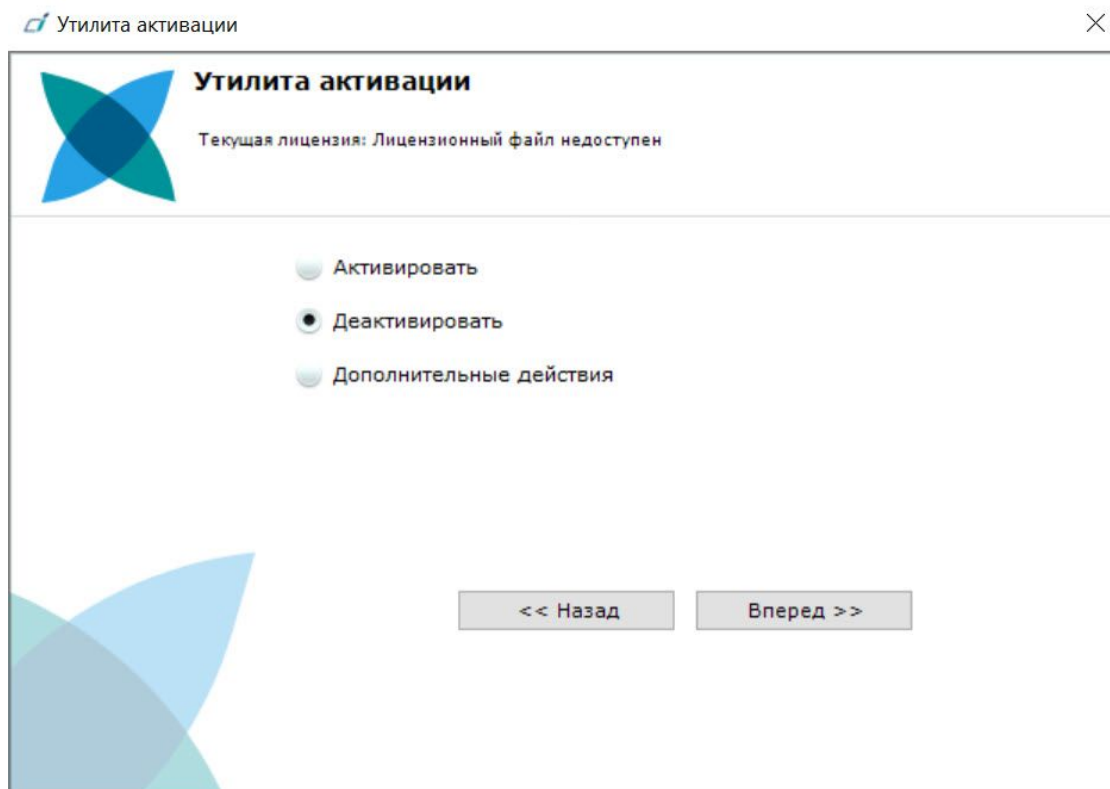 Утилита активации
Утилита активации
Текущая лицензия: Лицензионный файл недоступен
Активировать
Деактивировать
Дополнительные действия
<< Назад
Вперед >>